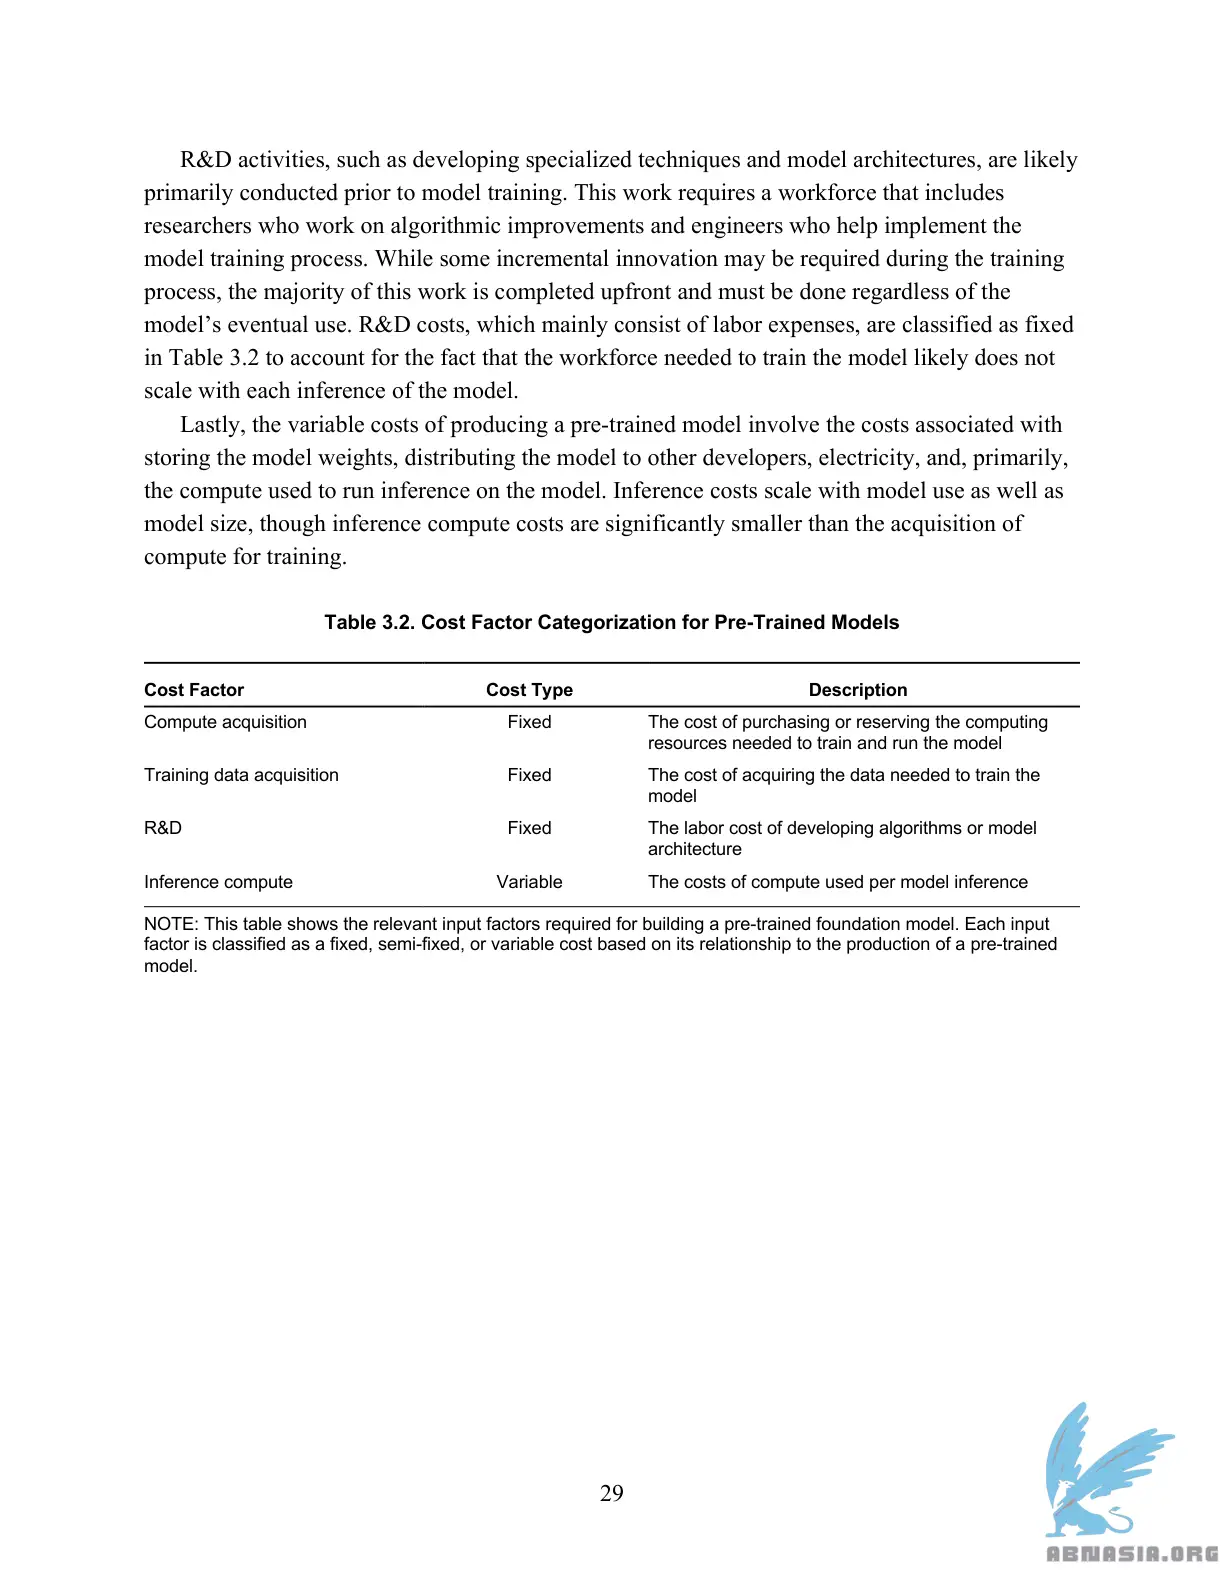 R&D activities, such as developing specialized techniques and model architectures, are likely
primarily conducted prior to model training. This work requires a workforce that includes
researchers who work on algorithmic improvements and engineers who help implement the
model training process. While some incremental innovation may be required during the training
process, the majority of this work is completed upfront and must be done regardless of the
model’s eventual use. R&D costs, which mainly consist of labor expenses, are classified as fixed
in Table 3.2 to account for the fact that the workforce needed to train the model likely does not
scale with each inference of the model.
Lastly, the variable costs of producing a pre-trained model involve the costs associated with
storing the model weights, distributing the model to other developers, electricity, and, primarily,
the compute used to run inference on the model. Inference costs scale with model use as well as
model size, though inference compute costs are significantly smaller than the acquisition of
compute for training.
Table 3.2. Cost Factor Categorization for Pre-Trained Models
Cost Factor Cost Type Description
Compute acquisition Fixed The cost of purchasing or reserving the computing
resources needed to train and run the model
Training data acquisition Fixed The cost of acquiring the data needed to train the
model
R&D Fixed The labor cost of developing algorithms or model
architecture
Inference compute Variable The costs of compute used per model inference
NOTE: This table shows the relevant input factors required for building a pre-trained foundation model. Each input
factor is classified as a fixed, semi-fixed, or variable cost based on its relationship to the production of a pre-trained
model.
29
ABNASIA.ORG